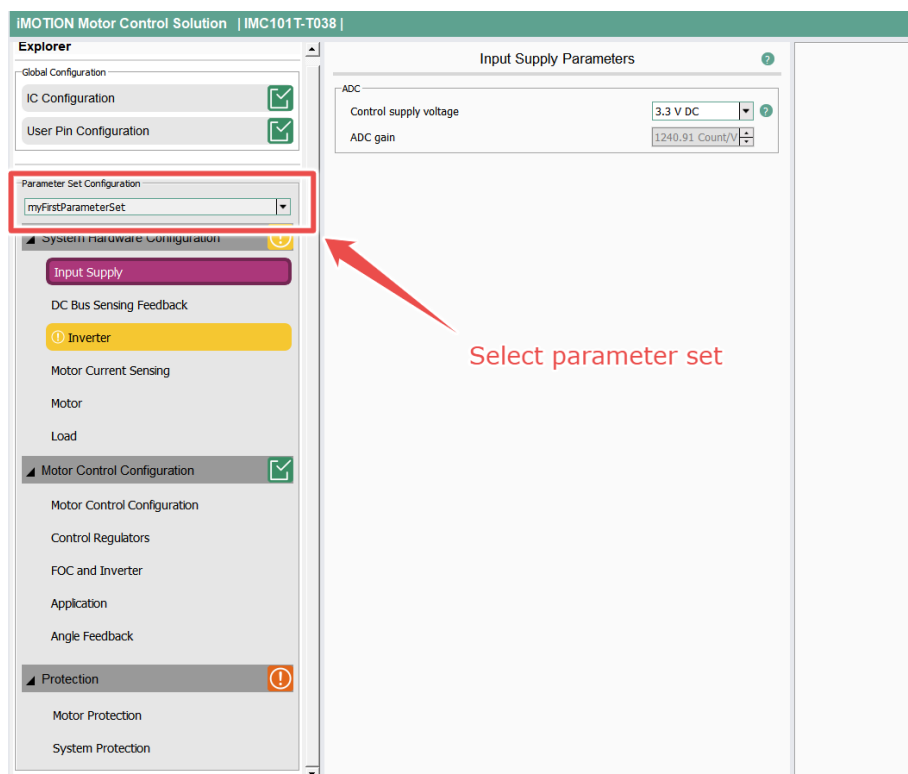 iMOTION Motor Control Solution | IMC101T-T038 |
Explorer
Global Configuration
IC Configuration
User Pin Configuration
Parameter Set Configuration
myFirstParameterSet
System Hardware Configuration
Input Supply
DC Bus Sensing Feedback
Inverter
Motor Current Sensing
Motor
Load
Motor Control Configuration
Motor Control Configuration
Control Regulators
FOC and Inverter
Application
Angle Feedback
Protection
Motor Protection
System Protection
Input Supply Parameters
ADC
Control supply voltage 3.3 V DC
ADC gain 1240.91 Count/V
Select parameter set